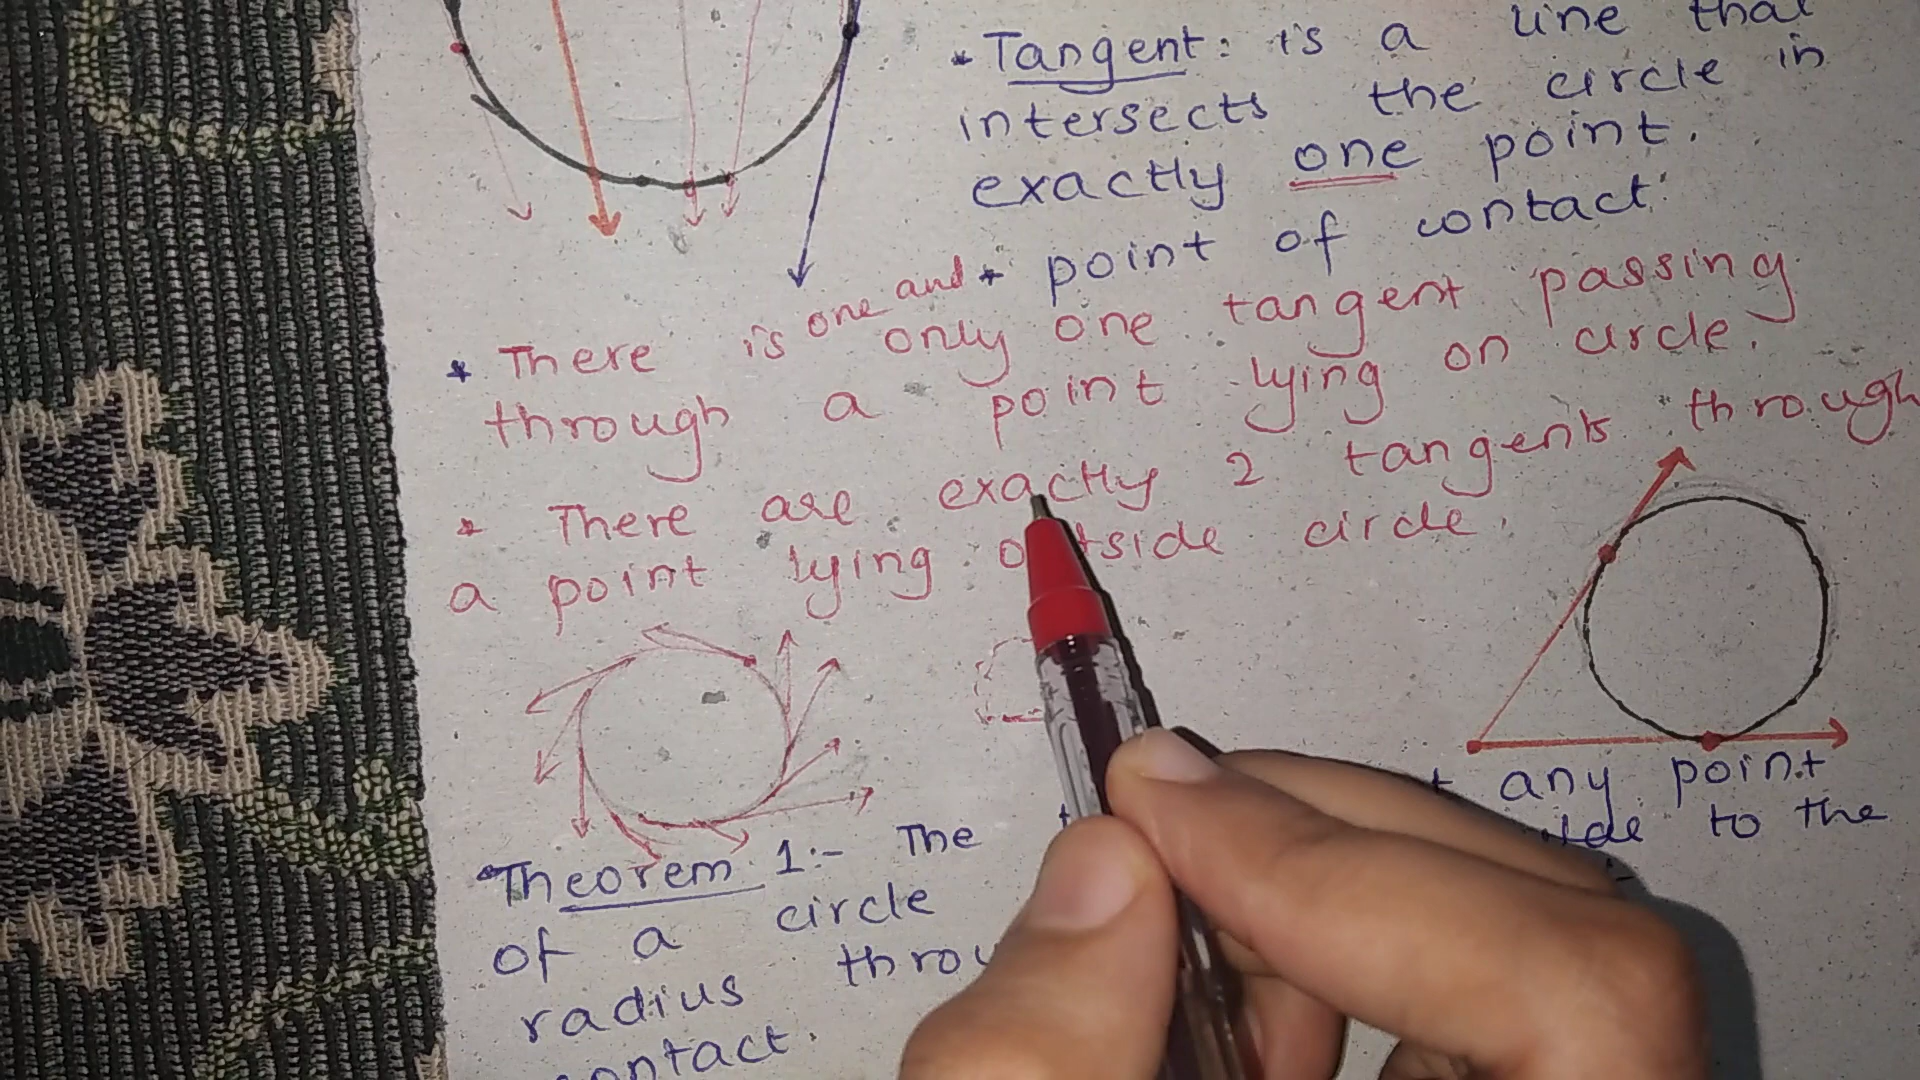 * Tangent: is a line that
intersects the circle in
exactly one point.
* point of contact.
* There is one and only one tangent passing
through a point lying on circle.
* There are exactly 2 tangents through
a point lying outside circle.
*Theorem 1:- The any point
of a circle to the
radius
contact.